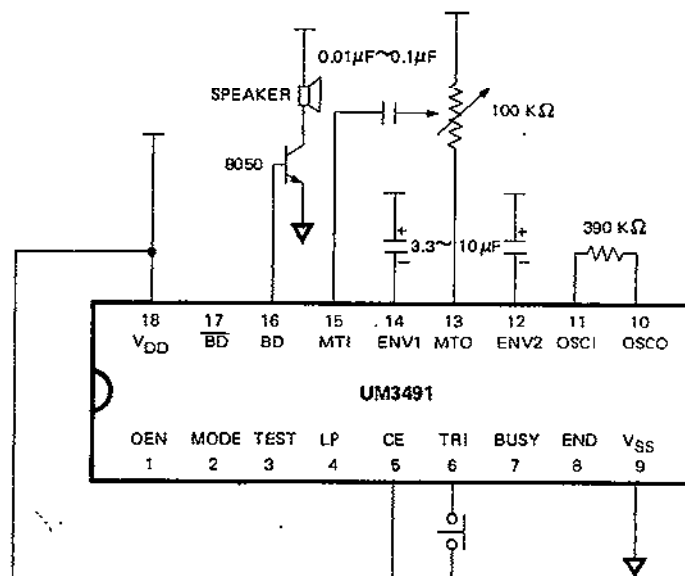 0.01μF~0.1μF
SPEAKER
100 KΩ
8050
3.3~10μF
390 KΩ
+
+
−
−
18 17 16 15 14 13 12 11 10
VDD BD BD MTI ENV1 MTO ENV2 OSCI OSCO
UM3491
OEN MODE TEST LP CE TRI BUSY END VSS
1 2 3 4 5 6 7 8 9